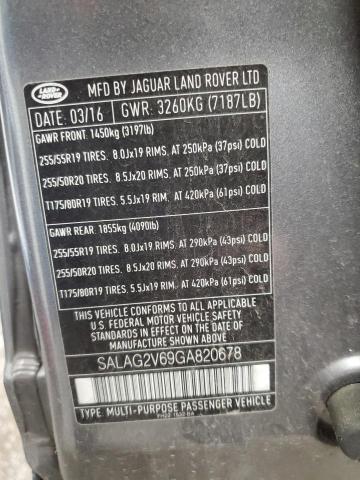 LAND ROVER
MFD BY JAGUAR LAND ROVER LTD
DATE: 03/16 GWR: 3260KG (7187LB)
GAWR FRONT: 1450kg (3197lb)
255/55R19 TIRES. 8.0Jx19 RIMS. AT 250kPa (37psi) COLD
255/50R20 TIRES. 8.5Jx20 RIMS. AT 250kPa (37psi) COLD
T175/80R19 TIRES. 5.5Jx19 RIM. AT 420kPa (61psi) COLD
GAWR REAR: 1855kg (4090lb)
255/55R19 TIRES. 8.0Jx19 RIMS. AT 290kPa (43psi) COLD
255/50R20 TIRES. 8.5Jx20 RIMS. AT 290kPa (43psi) COLD
T175/80R19 TIRES. 5.5Jx19 RIM. AT 420kPa (61psi) COLD
THIS VEHICLE CONFORMS TO ALL APPLICABLE
FEDERAL MOTOR VEHICLE SAFETY, BUMPER, AND
THEFT PREVENTION STANDARDS IN EFFECT ON
THE DATE OF MANUFACTURE SHOWN ABOVE
SALAG2V69GA820678
TYPE: MULTI-PURPOSE PASSENGER VEHICLE